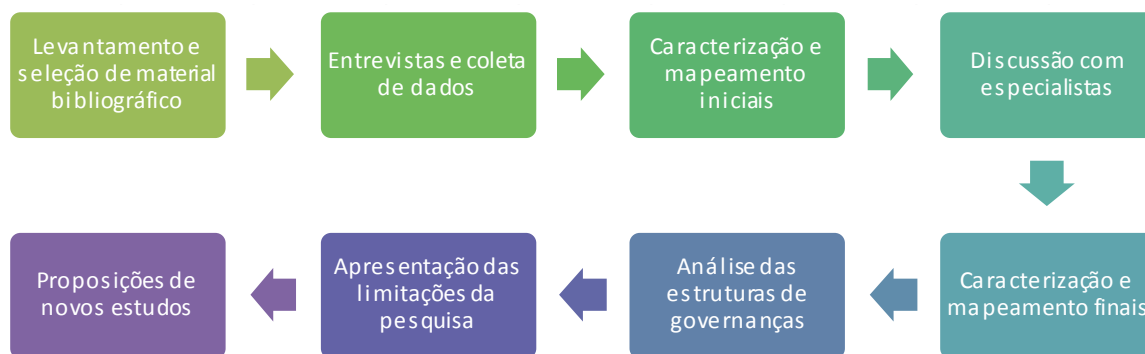 Levantamento e
seleção de material
bibliográfico
Entrevistas e coleta
de dados
Caracterização e
mapeamento
iniciais
Discussão com
especialistas
Caracterização e
mapeamento finais
Análise das
estruturas de
governanças
Apresentação das
limitações da
pesquisa
Proposições de
novos estudos